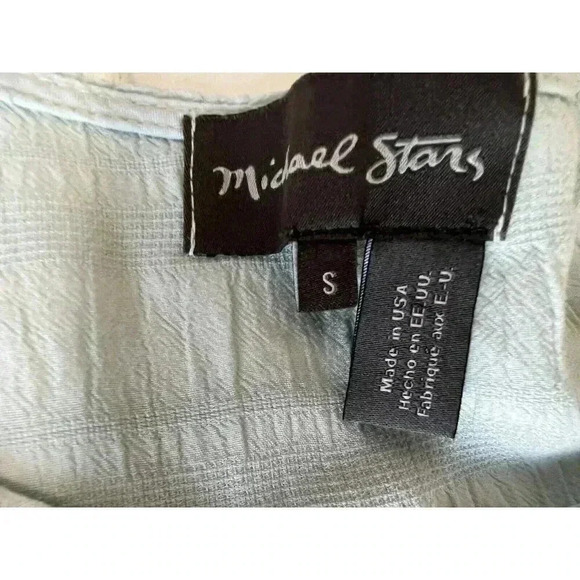 Michael Stars
S
Made in USA
Hecho en EE.UU.
Fabriqué aux E.-U.